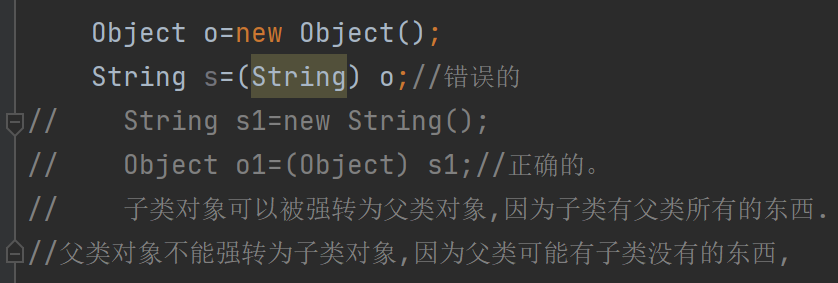 Object o=new Object();
String s=(String) o;//错误的
//    String s1=new String();
//    Object o1=(Object) s1;//正确的。
//    子类对象可以被强转为父类对象,因为子类有父类所有的东西.
//父类对象不能强转为子类对象,因为父类可能有子类没有的东西,